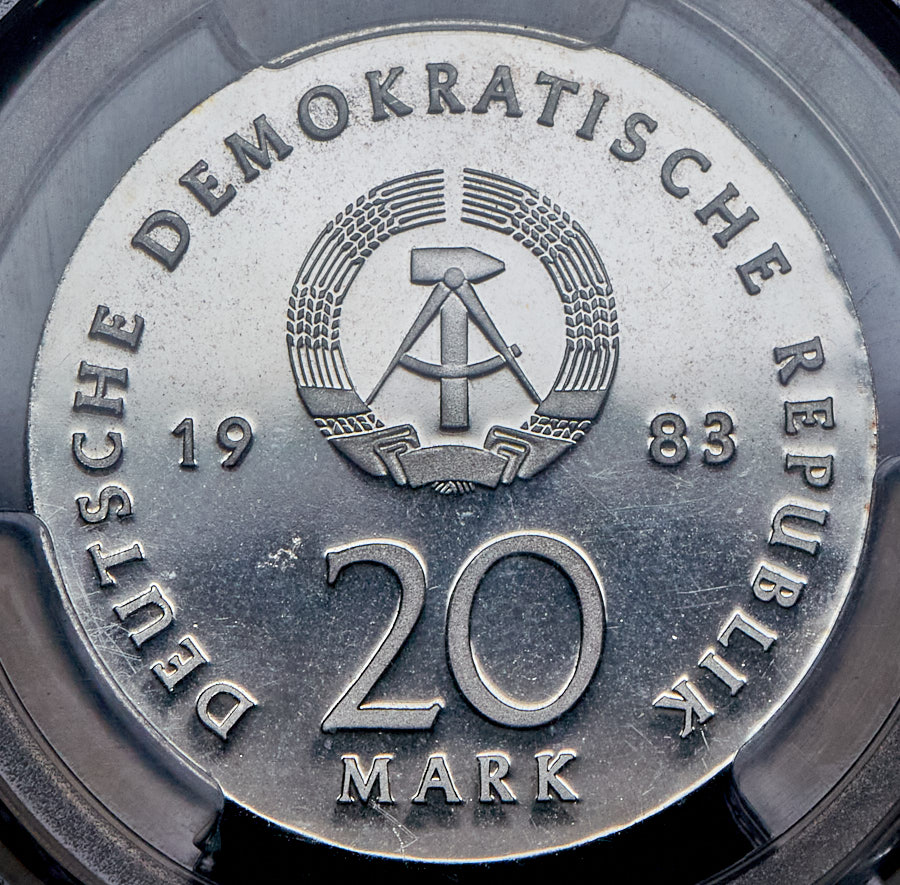 DEUTSCHE DEMOKRATISCHE REPUBLIK
19 83
20
MARK